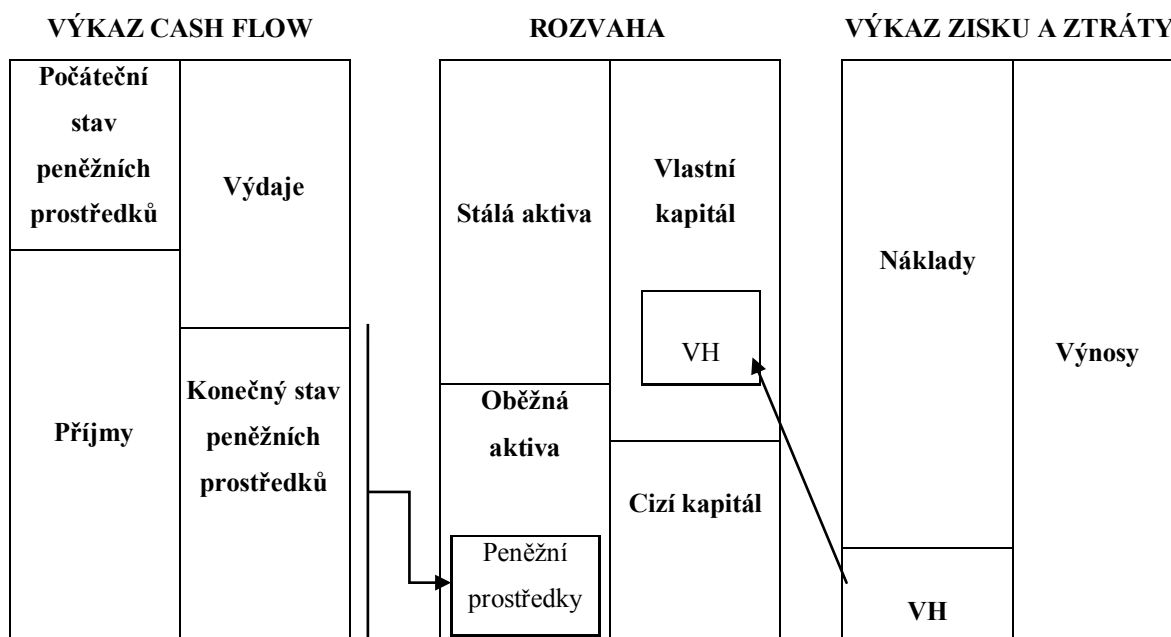 VÝKAZ CASH FLOW
Počáteční
stav
peněžních
prostředků
Výdaje
Příjmy
Konečný stav
peněžních
prostředků
ROZVAHA
Stálá aktiva
Vlastní
kapitál
VH
Oběžná
aktiva
Peněžní
prostředky
Cizí kapitál
VÝKAZ ZISKU A ZTRÁTY
Náklady
Výnosy
VH